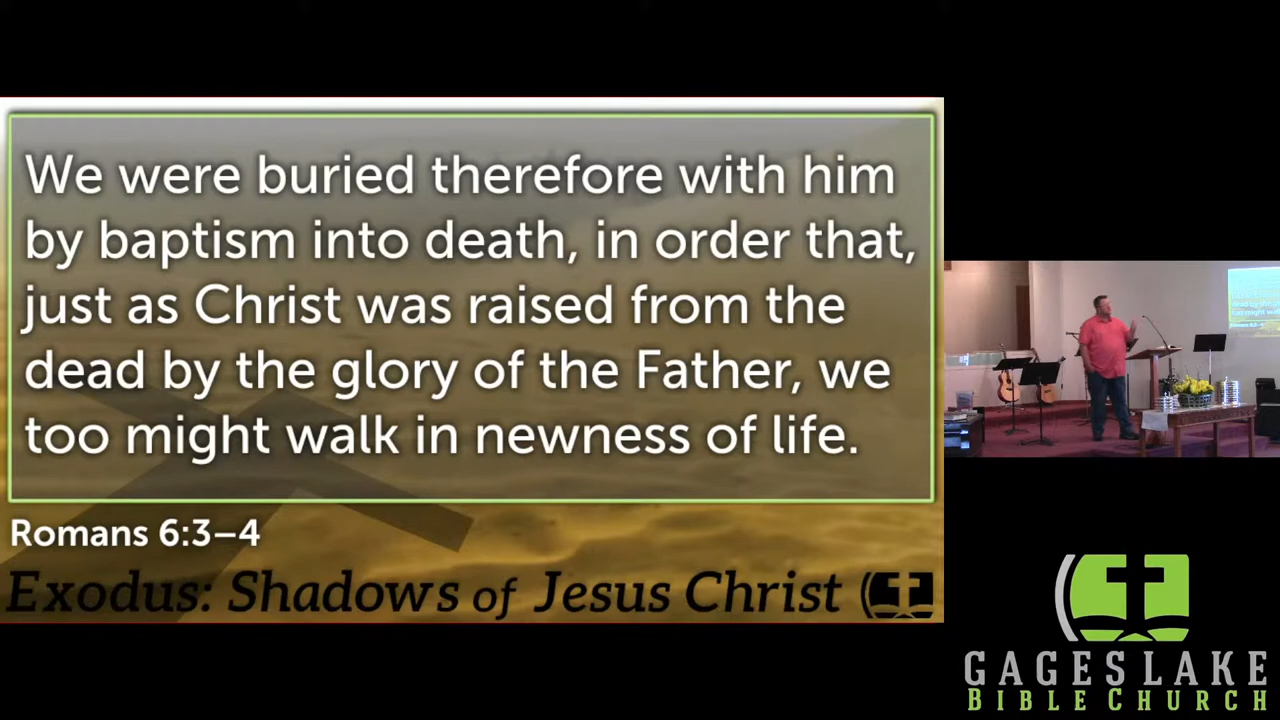 We were buried therefore with him
by baptism into death, in order that,
just as Christ was raised from the
dead by the glory of the Father, we
too might walk in newness of life.
Romans 6:3–4
Exodus: Shadows of Jesus Christ
GAGESLAKE
BIBLE CHURCH